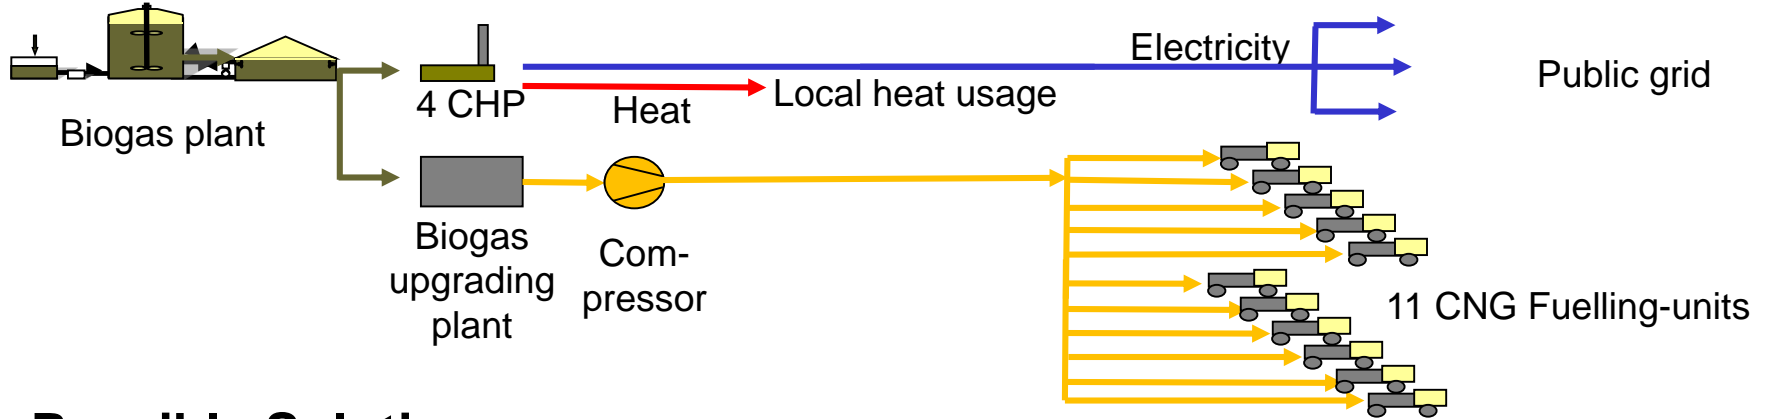 Electricity
Public grid
4 CHP
Heat
Local heat usage
Biogas plant
Biogas
upgrading
plant
Com-
pressor
11 CNG Fuelling-units